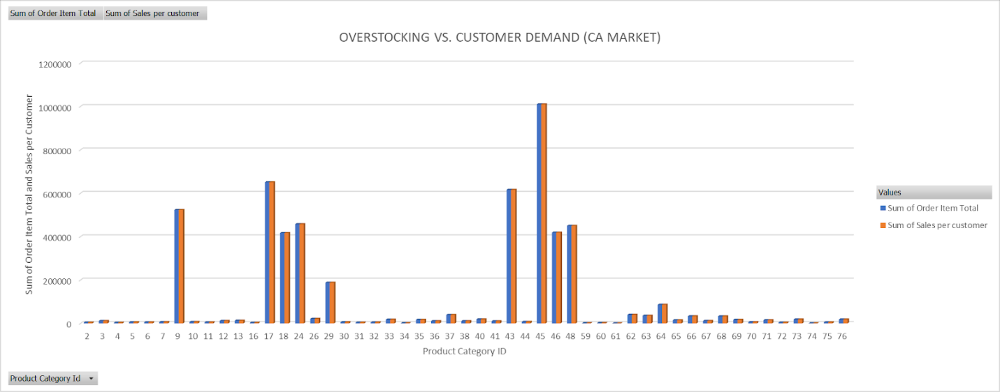 Sum of Order Item Total Sum of Sales per customer
OVERSTOCKING VS. CUSTOMER DEMAND (CA MARKET)
Sum of Order Item Total and Sales per Customer
1200000
1000000
800000
600000
400000
200000
0
2 3 4 5 6 7 9 10 11 12 13 16 17 18 24 26 29 30 31 32 33 34 35 36 37 38 40 41 43 44 45 46 48 59 60 61 62 63 64 65 66 67 68 69 70 71 72 73 74 75 76
Product Category ID
Values
Sum of Order Item Total
Sum of Sales per customer
Product Category Id